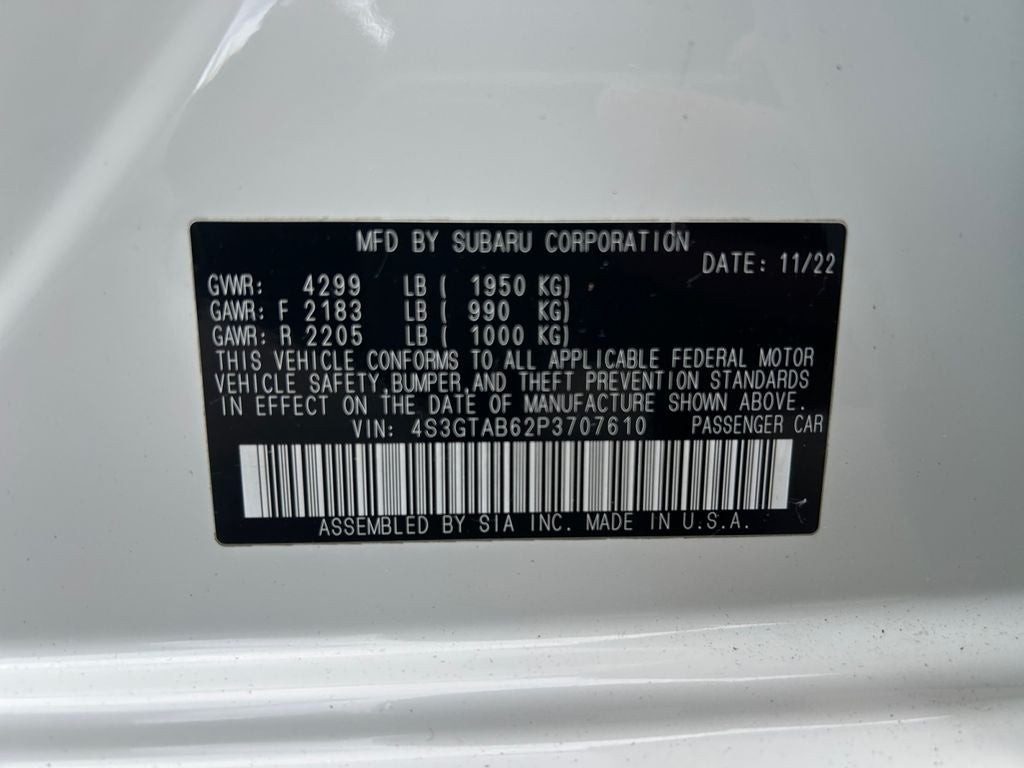 MFD BY SUBARU CORPORATION
DATE: 11/22
GVWR: 4299 LB ( 1950 KG)
GAWR: F 2183 LB ( 990 KG)
GAWR: R 2205 LB ( 1000 KG)
THIS VEHICLE CONFORMS TO ALL APPLICABLE FEDERAL MOTOR
VEHICLE SAFETY,BUMPER,AND THEFT PREVENTION STANDARDS
IN EFFECT ON THE DATE OF MANUFACTURE SHOWN ABOVE.
VIN: 4S3GTAB62P3707610 PASSENGER CAR
ASSEMBLED BY SIA INC. MADE IN U.S.A.